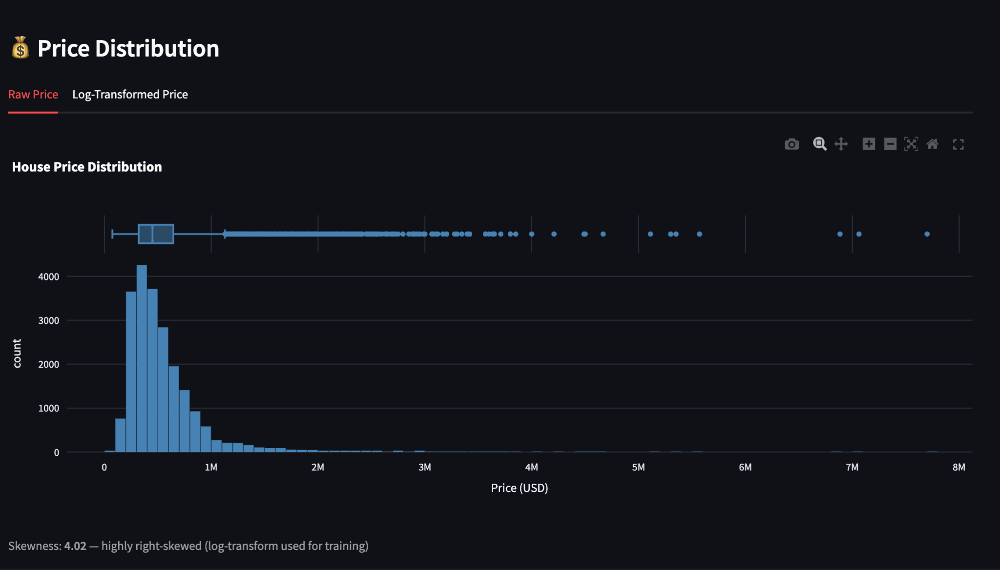 💰 Price Distribution
Raw Price Log-Transformed Price
House Price Distribution
4000
3000
2000
1000
0
count
0 1M 2M 3M 4M 5M 6M 7M 8M
Price (USD)
Skewness: 4.02 — highly right-skewed (log-transform used for training)